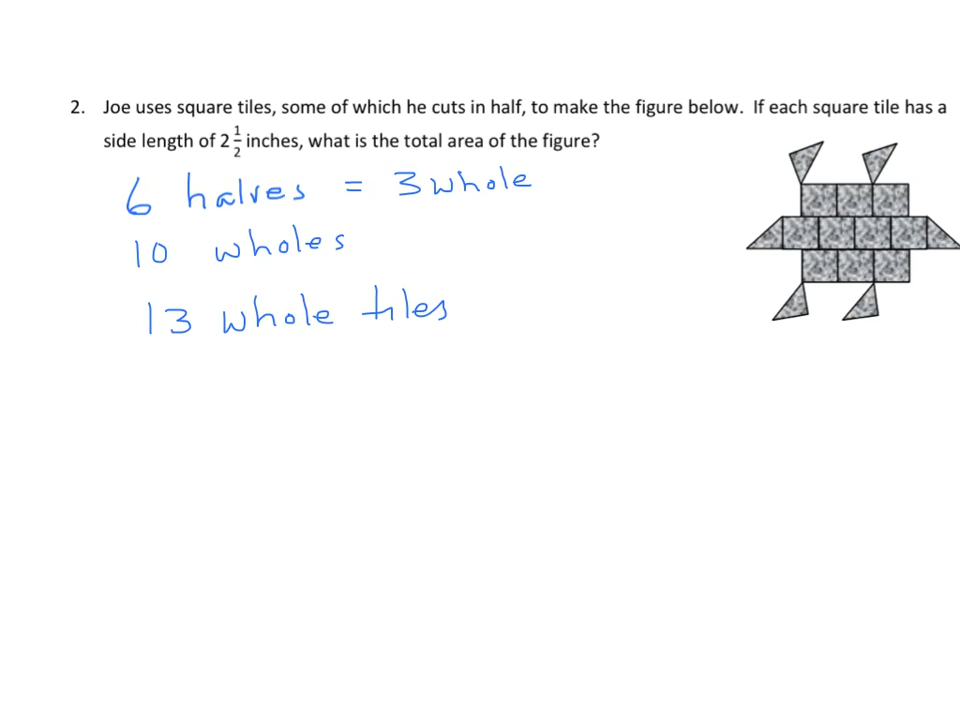 2. Joe uses square tiles, some of which he cuts in half, to make the figure below. If each square tile has a
side length of 2 1/2 inches, what is the total area of the figure?
6 halves = 3 whole
10 wholes
13 whole tiles